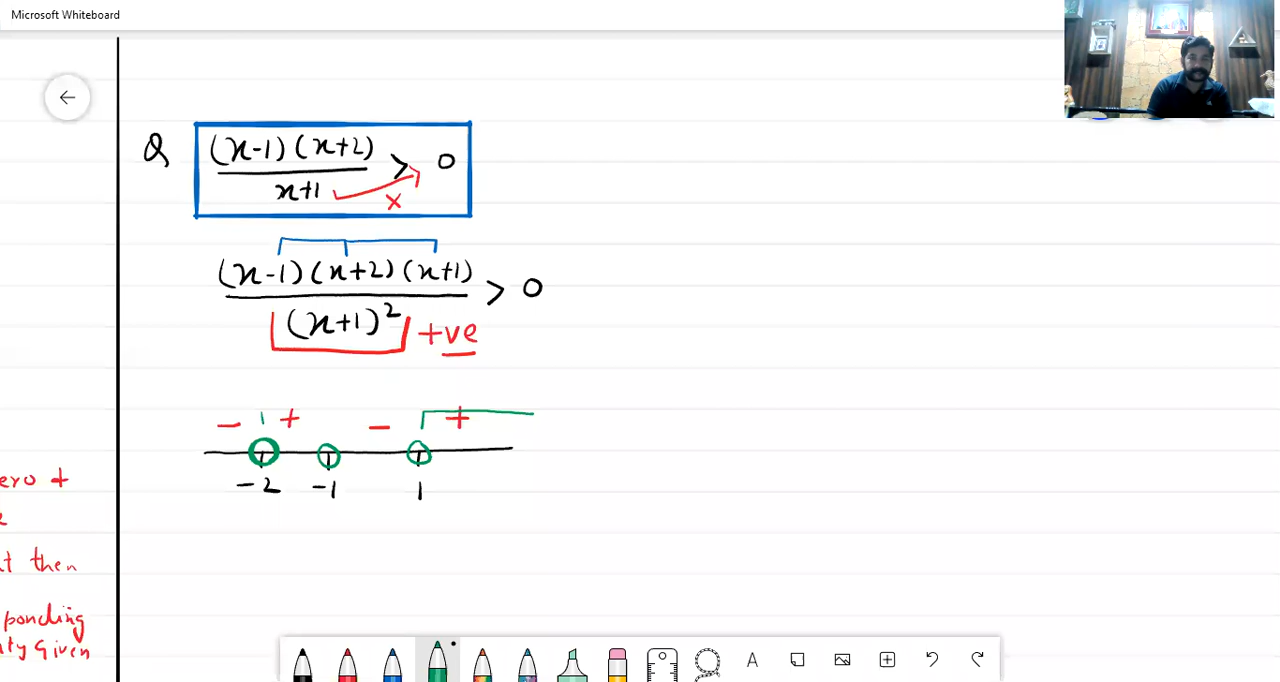 Microsoft Whiteboard
Q (x-1)(x+2) / x+1 > 0
x
(x-1)(x+2)(x+1) / (x+1)² > 0
+ve
- + - +
-2 -1 1
ero +
t then
ponding
ty given
A